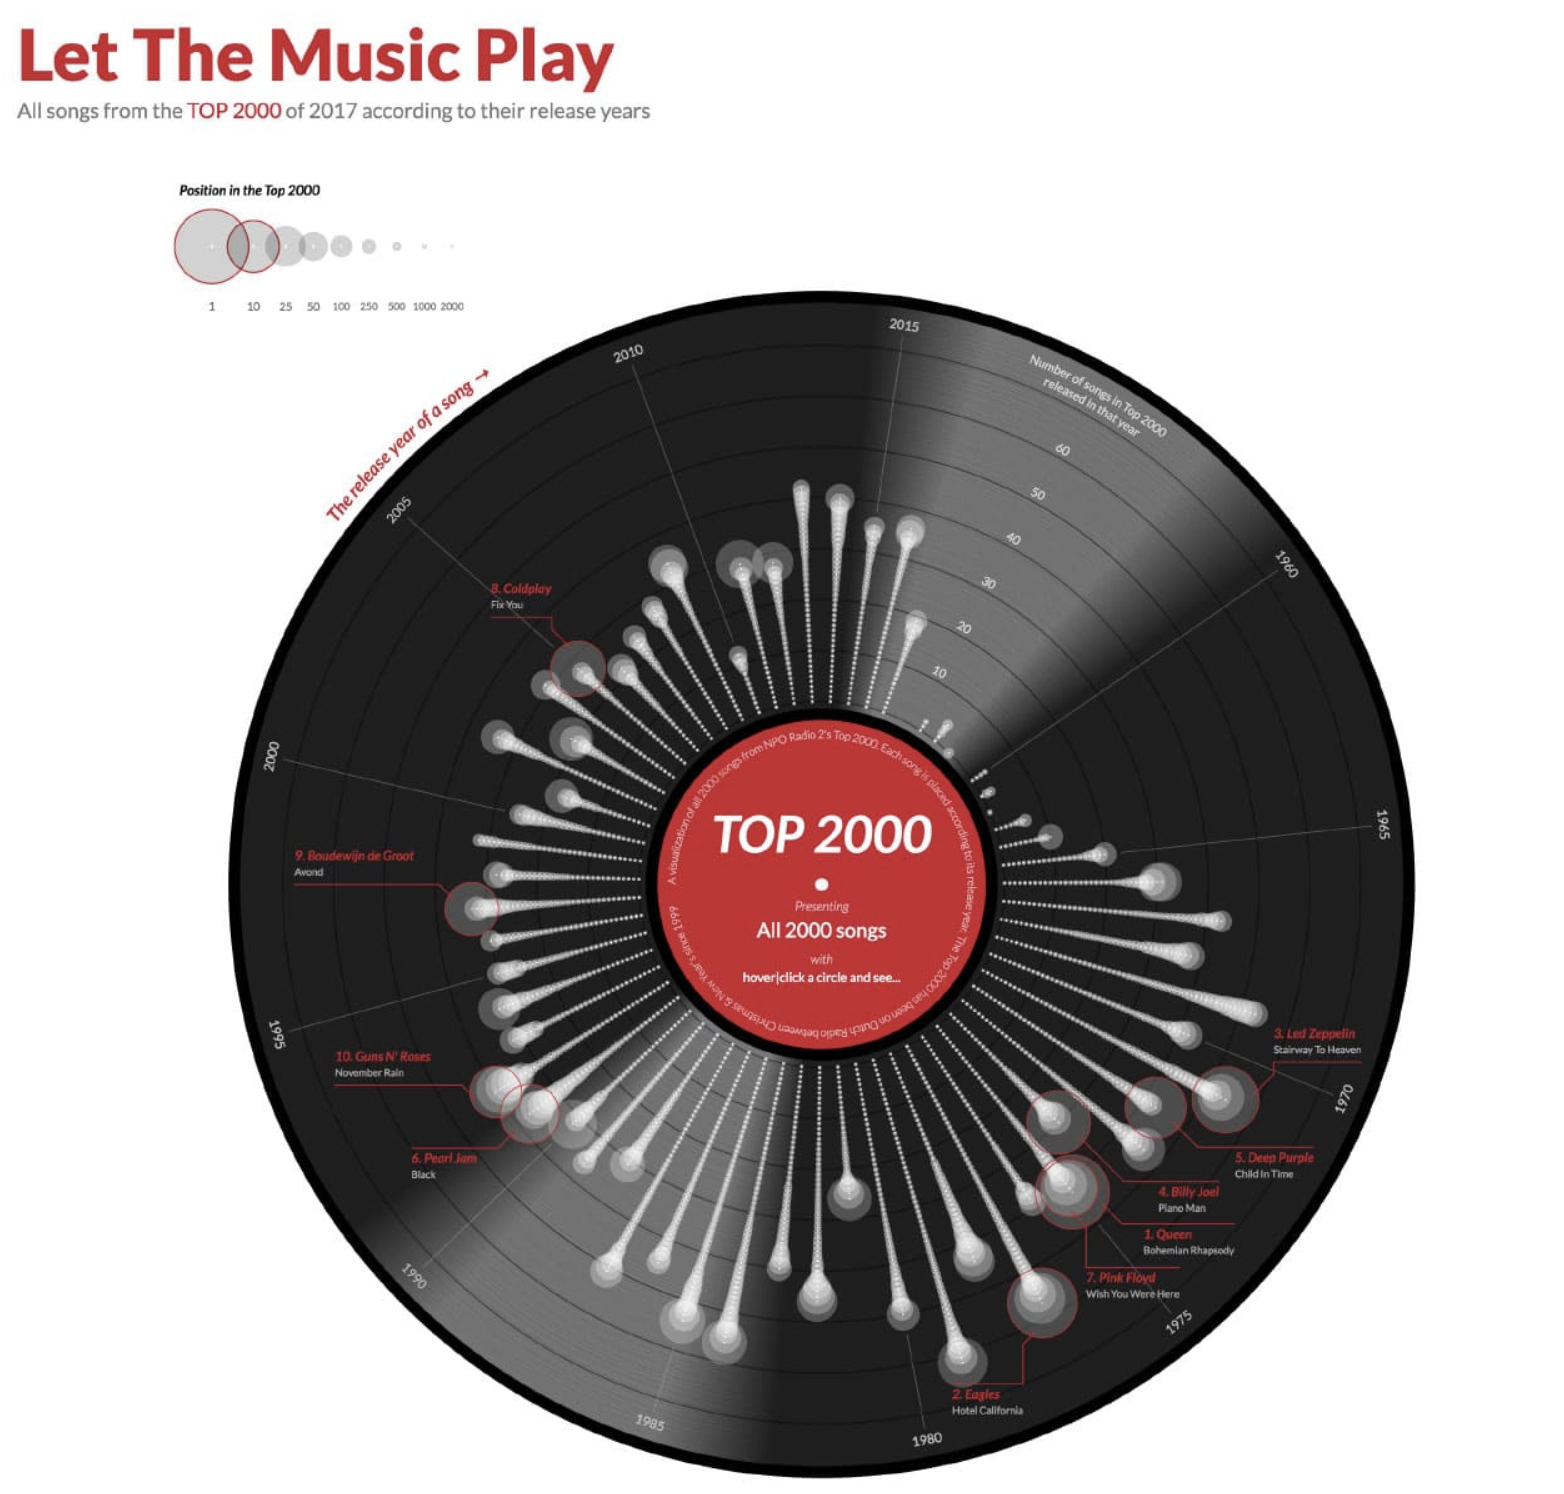 Let The Music Play
All songs from the TOP 2000 of 2017 according to their release years
Position in the Top 2000
1 10 25 50 100 250 500 1000 2000
The release year of a song →
Number of songs in Top 2000
released in that year
60
50
40
30
20
10
2015
2010
2005
2000
1995
1990
1985
1980
1975
1970
1965
1960
8. Coldplay
Fix You
9. Boudewijn de Groot
Avond
10. Guns N' Roses
November Rain
6. Pearl Jam
Black
3. Led Zeppelin
Stairway To Heaven
5. Deep Purple
Child In Time
4. Billy Joel
Piano Man
1. Queen
Bohemian Rhapsody
7. Pink Floyd
Wish You Were Here
2. Eagles
Hotel California
A visualization of all 2000 songs from NPO Radio 2's Top 2000. Each song is placed according to its release year. The Top 2000 has been on Dutch Radio between Christmas & New Year's since 1999
TOP 2000
Presenting
All 2000 songs
with
hover|click a circle and see...